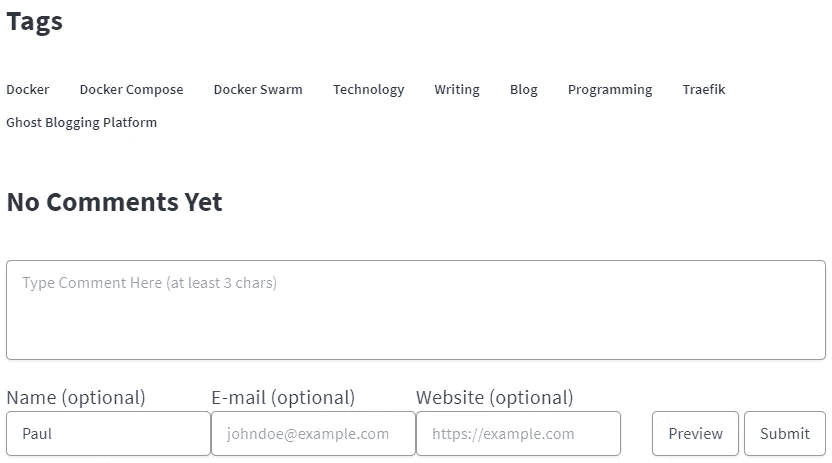 Tags
Docker Docker Compose Docker Swarm Technology Writing Blog Programming Traefik
Ghost Blogging Platform
No Comments Yet
Type Comment Here (at least 3 chars)
Name (optional) E-mail (optional) Website (optional)
Paul johndoe@example.com https://example.com Preview Submit